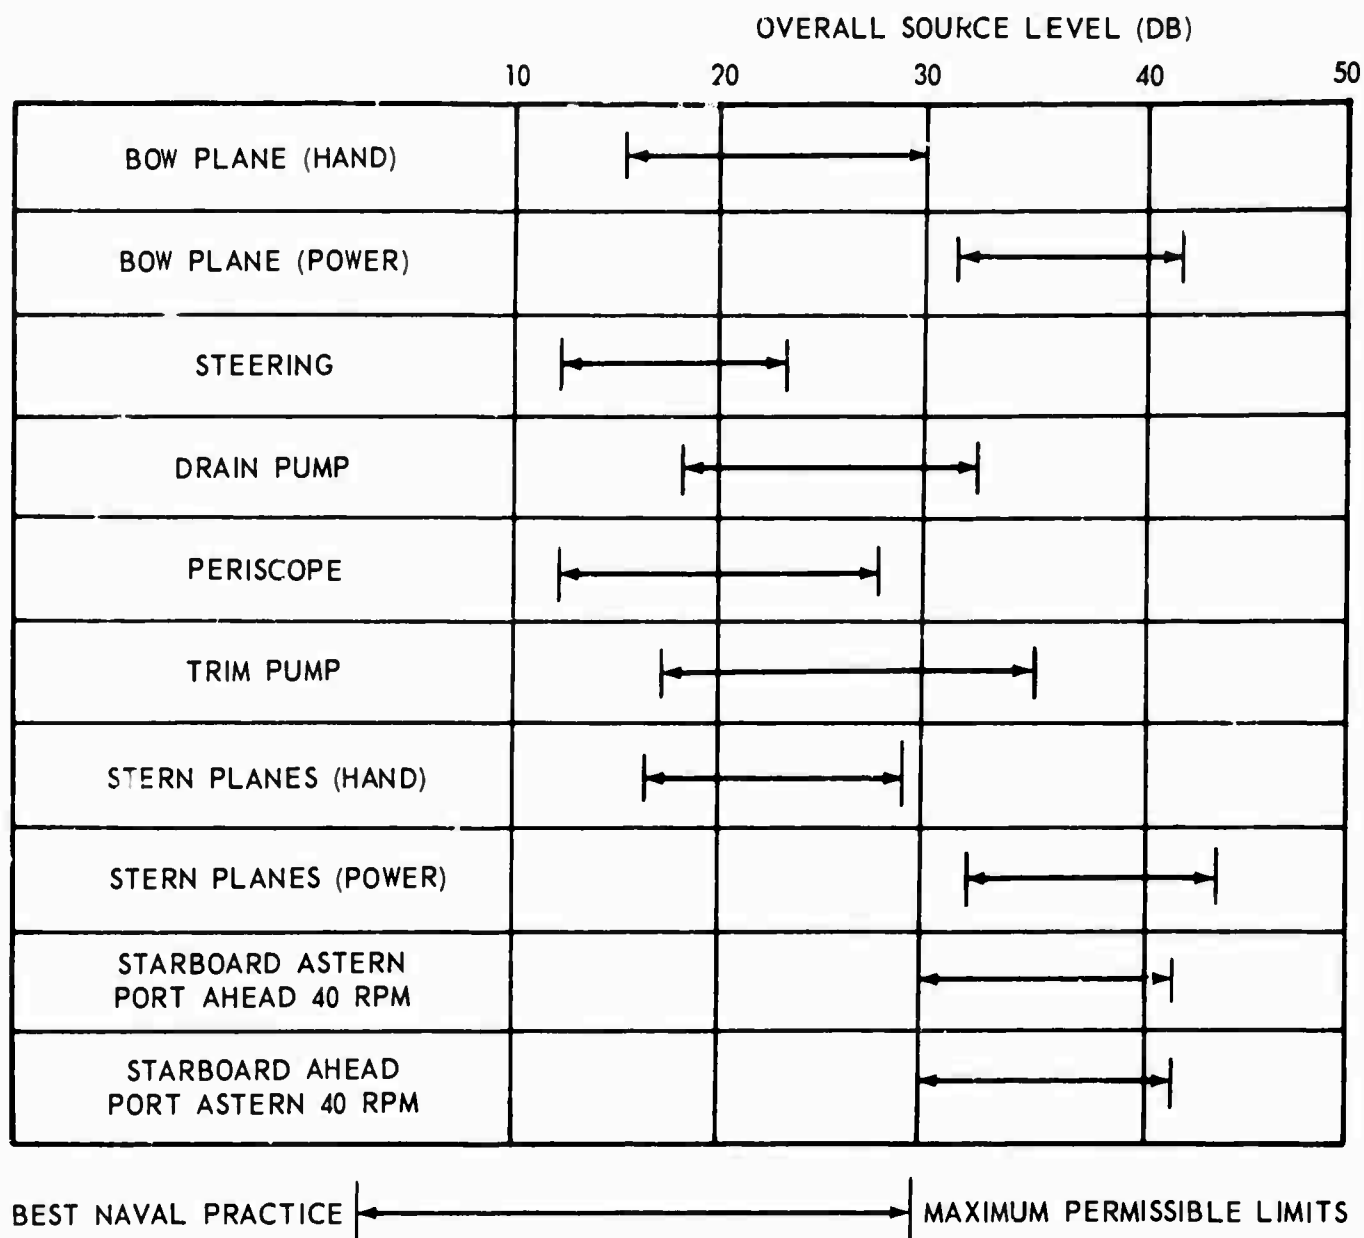 OVERALL SOURCE LEVEL (DB)
10 20 30 40 50
BOW PLANE (HAND)
BOW PLANE (POWER)
STEERING
DRAIN PUMP
PERISCOPE
TRIM PUMP
STERN PLANES (HAND)
STERN PLANES (POWER)
STARBOARD ASTERN
PORT AHEAD 40 RPM
STARBOARD AHEAD
PORT ASTERN 40 RPM
BEST NAVAL PRACTICE MAXIMUM PERMISSIBLE LIMITS